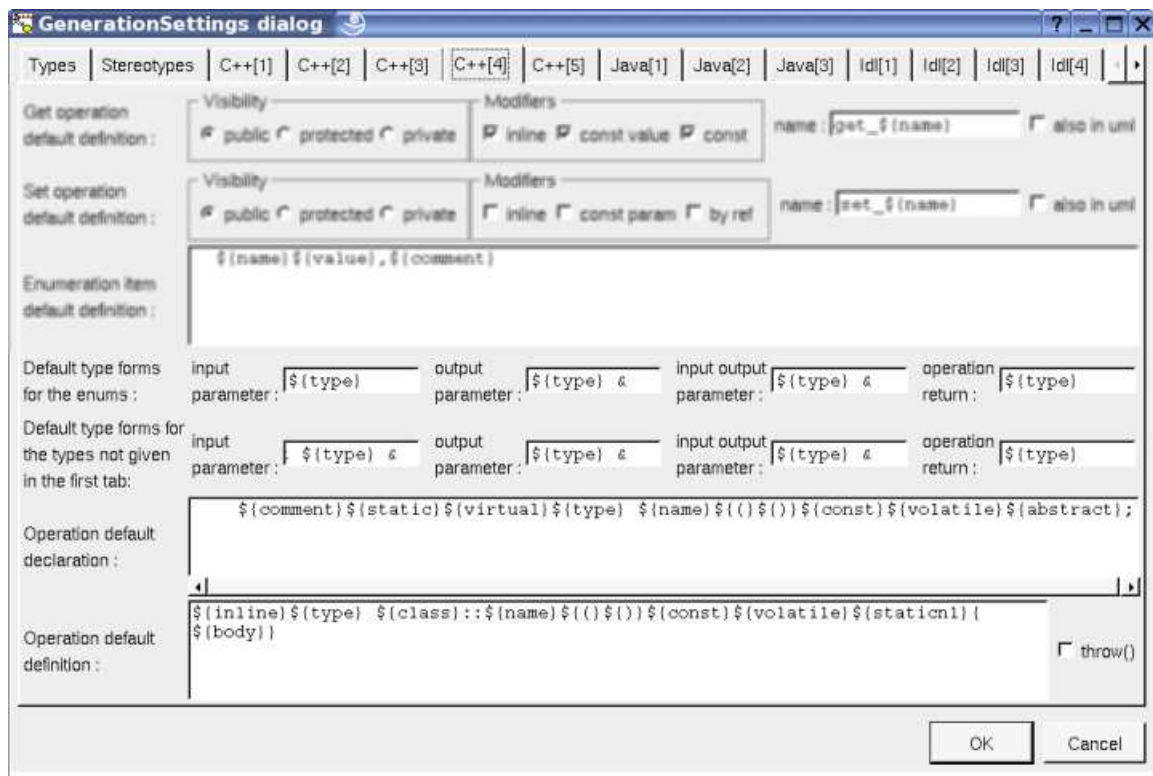 GenerationSettings dialog
Types Stereotypes C++[1] C++[2] C++[3] C++[4] C++[5] Java[1] Java[2] Java[3] Idl[1] Idl[2] Idl[3] Idl[4]
Get operation
default definition :
Visibility
public protected private
Modifiers
inline const value const
name : get_${name}
also in uml
Set operation
default definition :
Visibility
public protected private
Modifiers
inline const param by ref
name : set_${name}
also in uml
Enumeration item
default definition :
${name}${value},${comment}
Default type forms
for the enums :
input
parameter : ${type}
output
parameter : ${type} &
input output
parameter : ${type} &
operation
return : ${type}
Default type forms for
the types not given
in the first tab:
input
parameter : ${type} &
output
parameter : ${type} &
input output
parameter : ${type} &
operation
return : ${type}
Operation default
declaration :
${comment}${static}${virtual}${type} ${name}${(}${)}${const}${volatile}${abstract};
Operation default
definition :
${inline}${type} ${class}::${name}${(}${)}${const}${volatile}${staticnl}{
${body}}
throw()
OK
Cancel